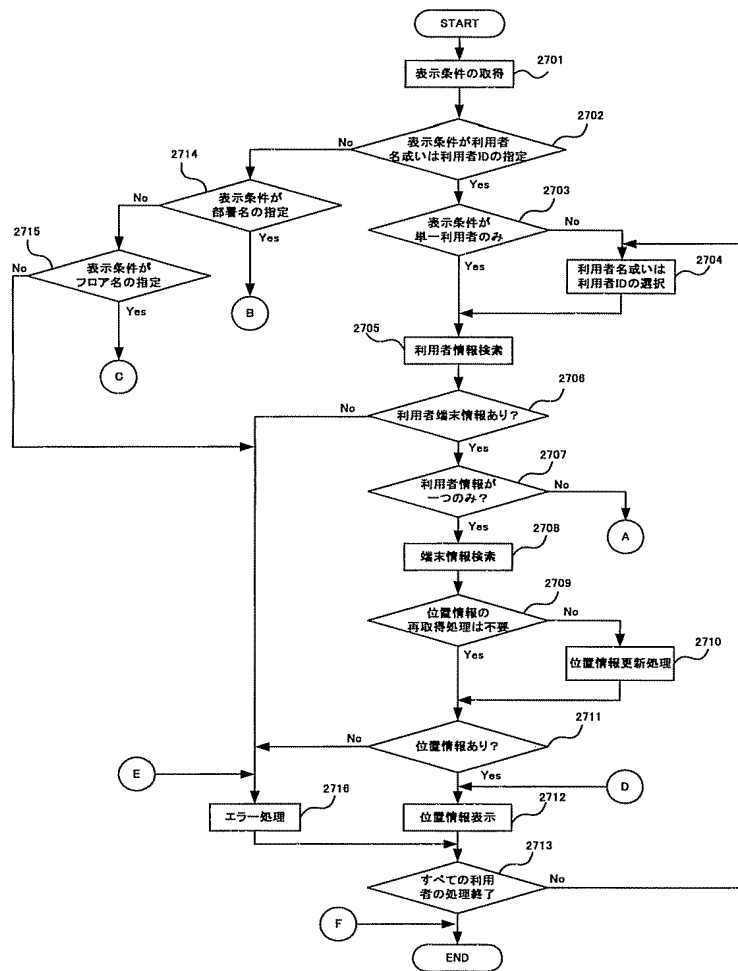 START
2701
表示条件の取得
2702
表示条件が利用者
名或いは利用者IDの指定
No
Yes
2714
表示条件が
部署名の指定
No
Yes
2703
表示条件が
単一利用者のみ
No
Yes
2715
表示条件が
フロア名の指定
No
Yes
利用者名或いは
利用者IDの選択
2704
B
C
2705
利用者情報検索
2706
利用者端末情報あり?
No
Yes
2707
利用者情報が
一つのみ?
No
Yes
A
2708
端末情報検索
2709
位置情報の
再取得処理は不要
No
Yes
2710
位置情報更新処理
2711
位置情報あり?
No
Yes
E
D
2716
エラー処理
2712
位置情報表示
2713
すべての利用
者の処理終了
No
Yes
F
END